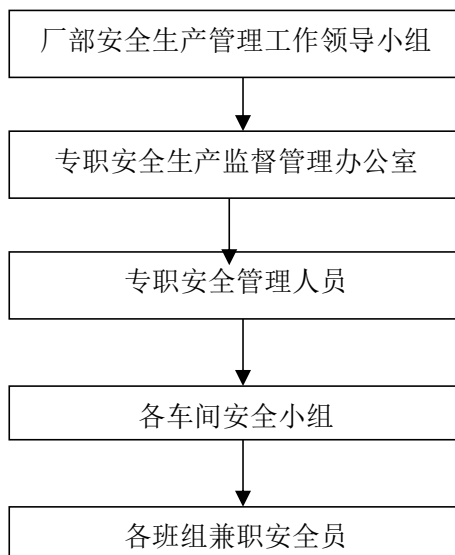 厂部安全生产管理工作领导小组
专职安全生产监督管理办公室
专职安全管理人员
各车间安全小组
各班组兼职安全员